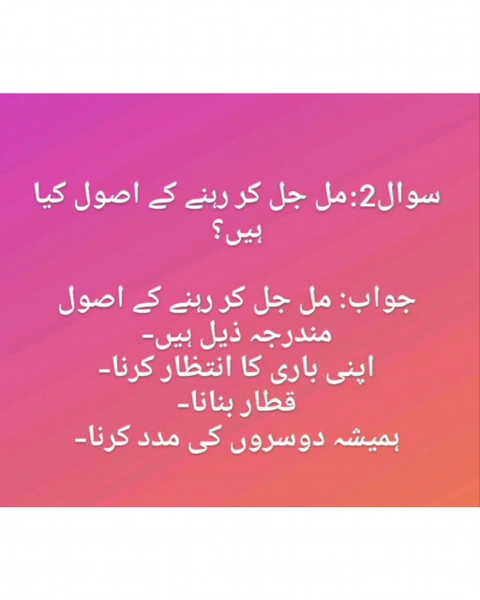 سوال2:مل جل کر رہنے کے اصول کیا
ہیں؟
جواب: مل جل کر رہنے کے اصول
مندرجہ ذیل ہیں-
اپنی باری کا انتظار کرنا-
قطار بنانا-
ہمیشہ دوسروں کی مدد کرنا-